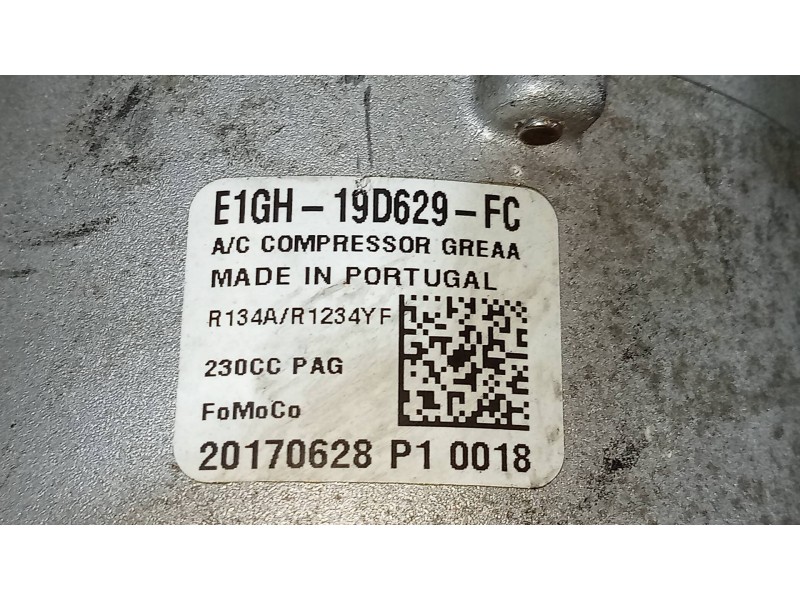 E1GH-19D629-FC
A/C COMPRESSOR GREAA
MADE IN PORTUGAL
R134A/R1234YF
230CC PAG
FoMoCo
20170628 P1 0018